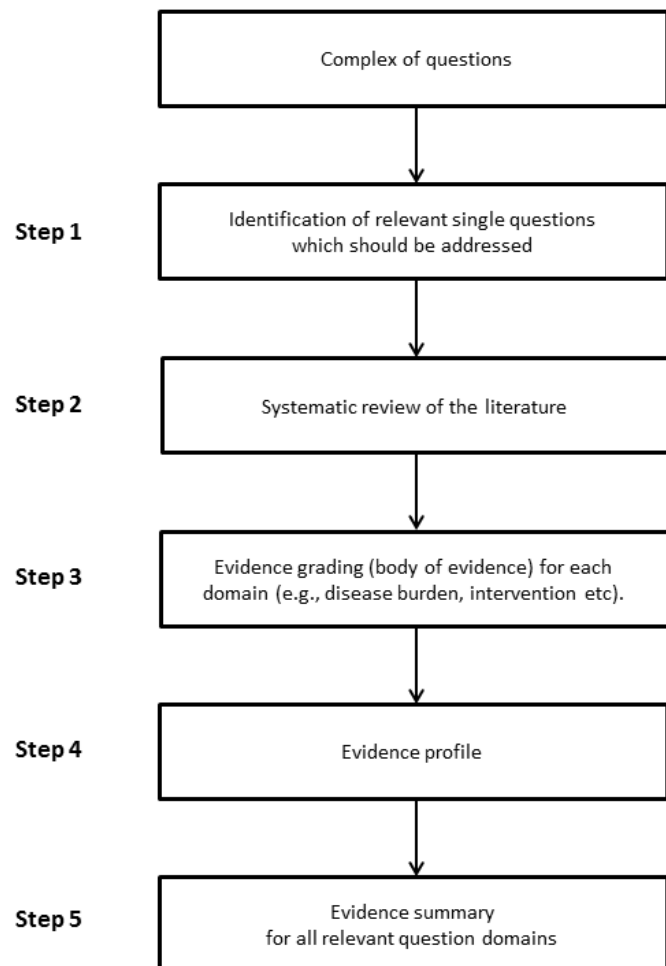 Complex of questions
Step 1
Identification of relevant single questions
which should be addressed
Step 2
Systematic review of the literature
Step 3
Evidence grading (body of evidence) for each
domain (e.g., disease burden, intervention etc).
Step 4
Evidence profile
Step 5
Evidence summary
for all relevant question domains